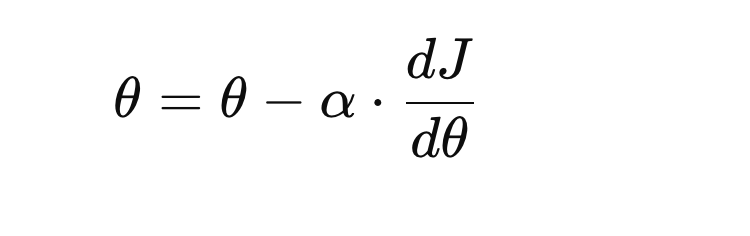 θ = θ − α · dJ/dθ